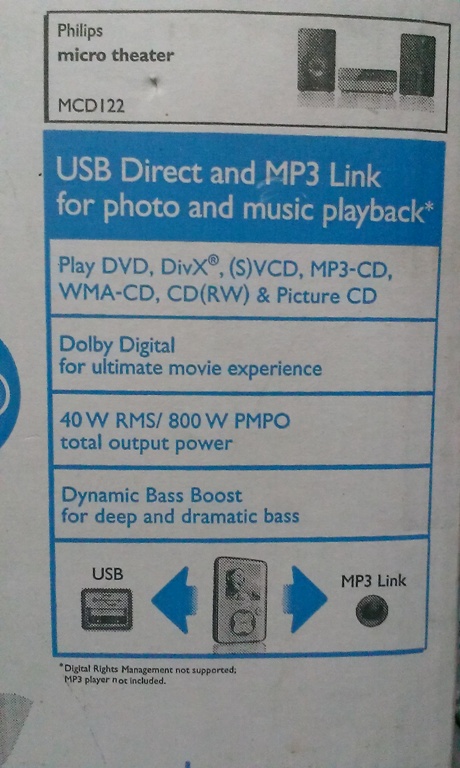 Philips
micro theater
MCD122
USB Direct and MP3 Link
for photo and music playback*
Play DVD, DivX®, (S)VCD, MP3-CD,
WMA-CD, CD(RW) & Picture CD
Dolby Digital
for ultimate movie experience
40 W RMS/ 800 W PMPO
total output power
Dynamic Bass Boost
for deep and dramatic bass
USB
MP3 Link
*Digital Rights Management not supported;
MP3 player not included.